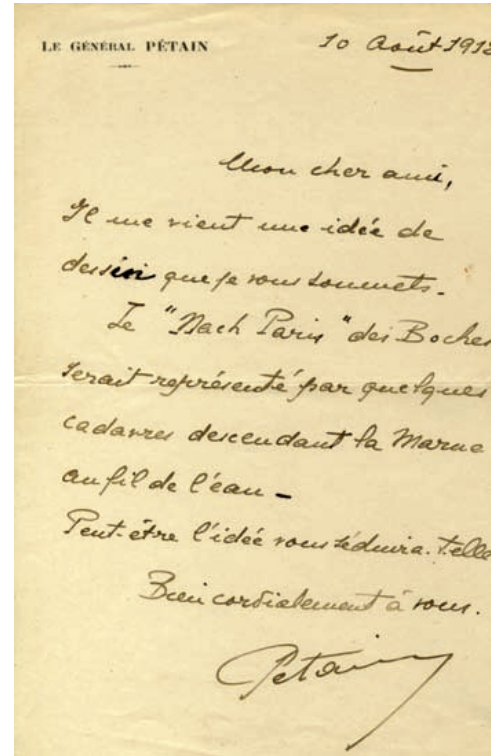 LE GÉNÉRAL PÉTAIN
10 Août 1918
Mon cher ami,
Il me vient une idée de
dessin que je vous soumets.
Le "Nach Paris" des Boches
serait représenté par quelques
cadavres descendant la Marne
au fil de l'eau -
Peut-être l'idée vous séduira-t'elle
Bien cordialement à vous.
Pétain